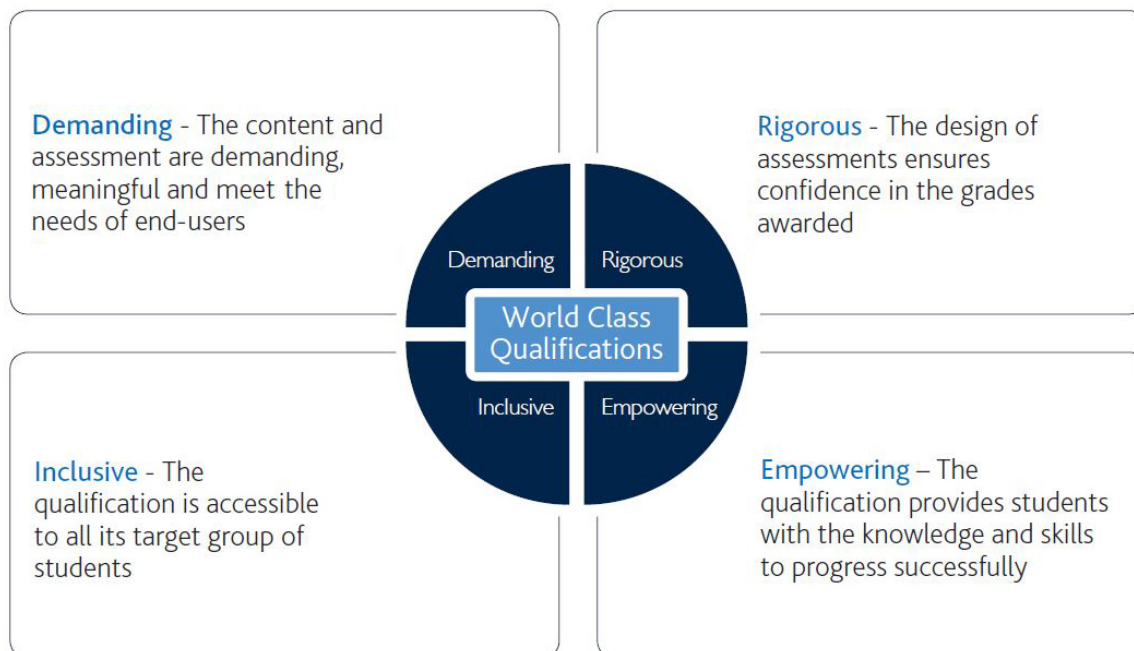 Demanding - The content and
assessment are demanding,
meaningful and meet the
needs of end-users
Rigorous - The design of
assessments ensures
confidence in the grades
awarded
Demanding
Rigorous
World Class
Qualifications
Inclusive
Empowering
Inclusive - The
qualification is accessible
to all its target group of
students
Empowering – The
qualification provides students
with the knowledge and skills
to progress successfully